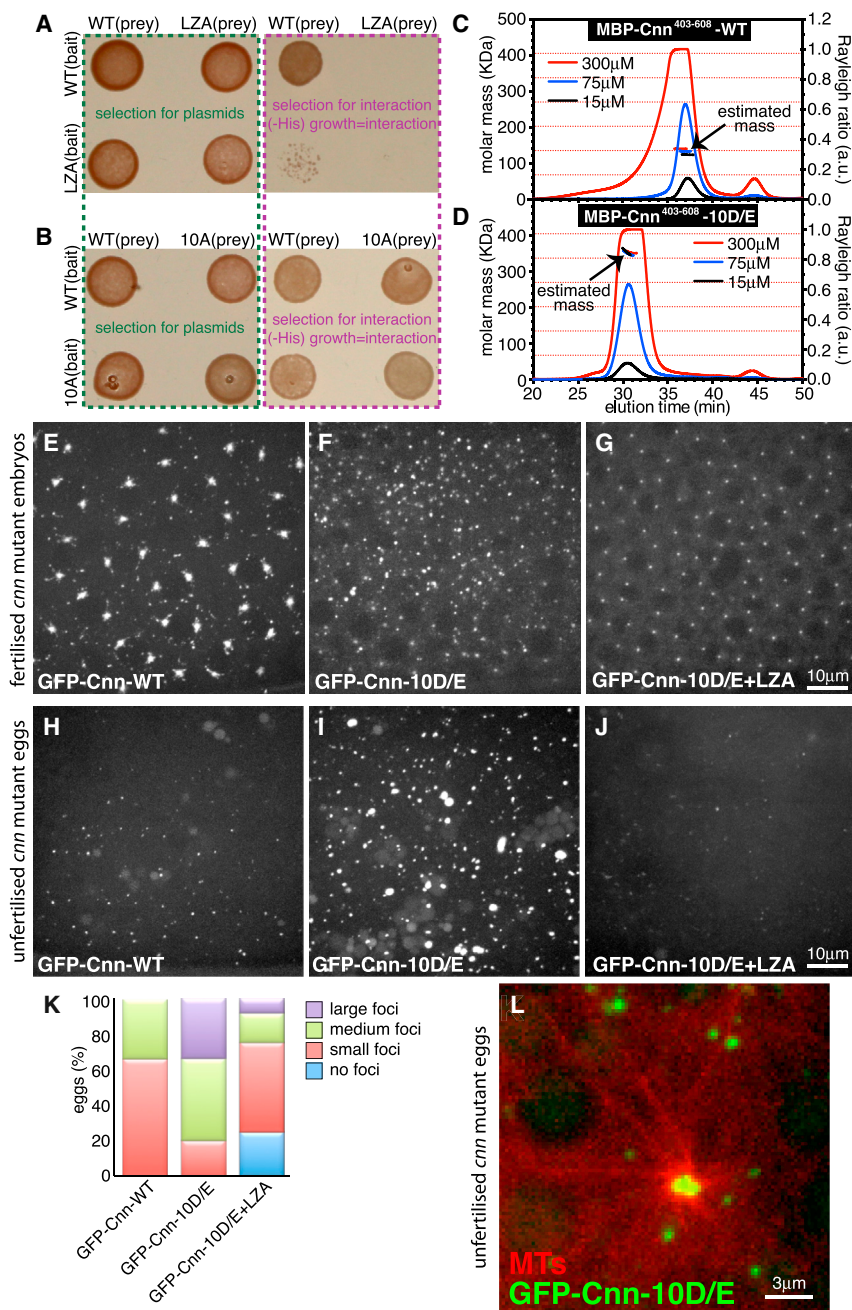 A
WT(prey) LZA(prey) WT(prey) LZA(prey)
WT(bait)
LZA(bait)
selection for plasmids
selection for interaction
(-His) growth=interaction
B
WT(prey) 10A(prey) WT(prey) 10A(prey)
WT(bait)
10A(bait)
selection for plasmids
selection for interaction
(-His) growth=interaction
C
MBP-Cnn403-608-WT
molar mass (KDa)
500
400
300
200
100
0
300µM
75µM
15µM
estimated
mass
Rayleigh ratio (a.u.)
1.2
1.0
0.8
0.6
0.4
0.2
0.0
D
MBP-Cnn403-608-10D/E
molar mass (KDa)
400
300
200
100
0
300µM
75µM
15µM
estimated
mass
Rayleigh ratio (a.u.)
1.0
0.8
0.6
0.4
0.2
0.0
20 25 30 35 40 45 50
elution time (min)
fertilised cnn mutant embryos
E
GFP-Cnn-WT
F
GFP-Cnn-10D/E
G
GFP-Cnn-10D/E+LZA
10µm
unfertilised cnn mutant eggs
H
GFP-Cnn-WT
I
GFP-Cnn-10D/E
J
GFP-Cnn-10D/E+LZA
10µm
K
eggs (%)
100
80
60
40
20
0
large foci
medium foci
small foci
no foci
GFP-Cnn-WT
GFP-Cnn-10D/E
GFP-Cnn-10D/E+LZA
unfertilised cnn mutant eggs
L
MTs
GFP-Cnn-10D/E
3µm